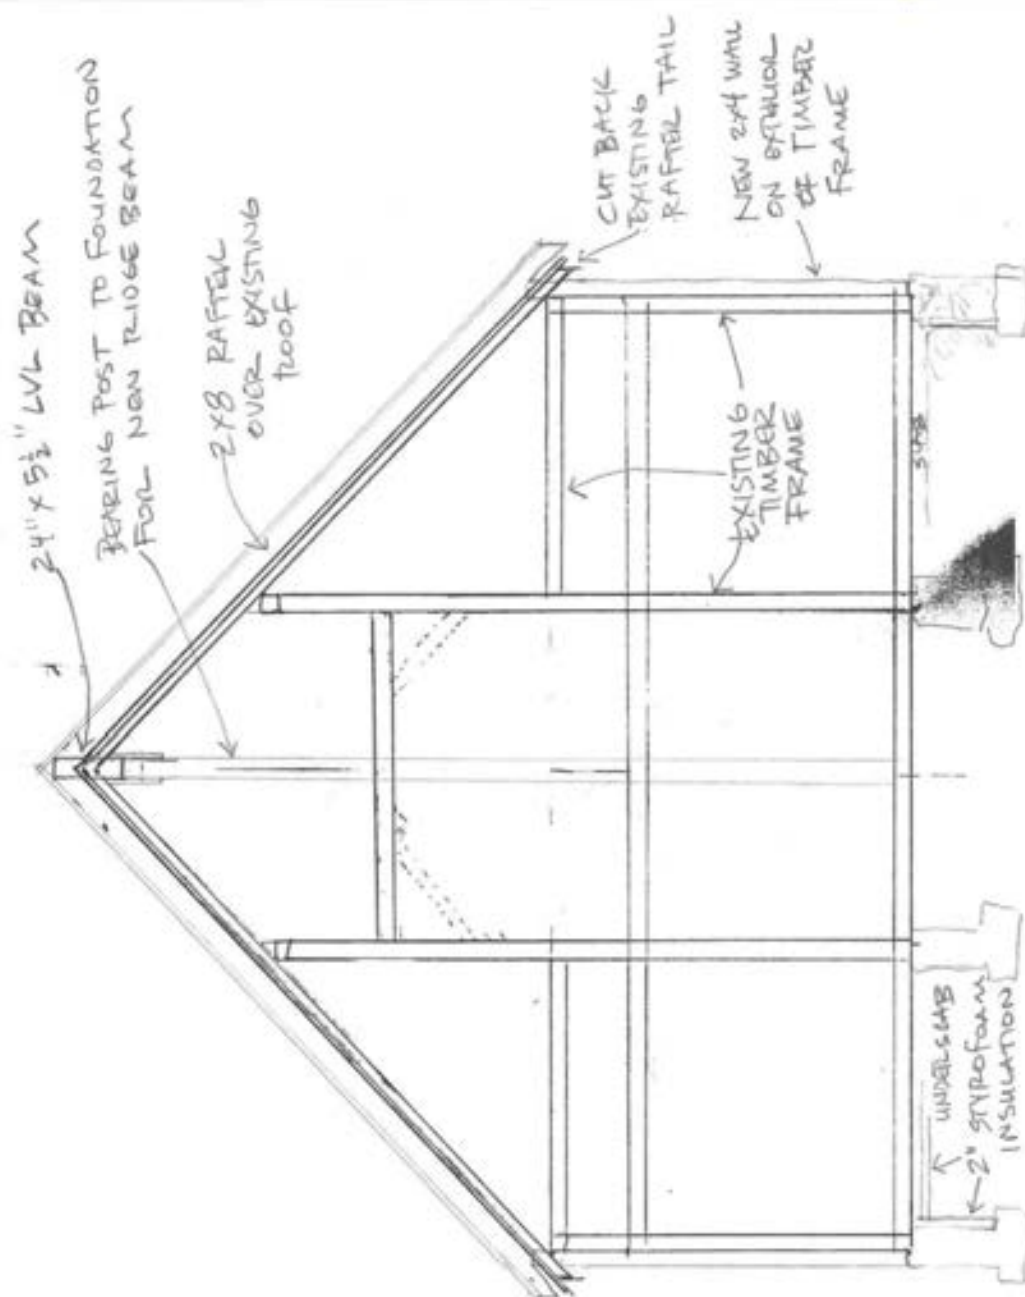 24" X 5½" LVL BEAM
BEARING POST TO FOUNDATION
FOR NEW RIDGE BEAM
2X8 RAFTER
OVER EXISTING
ROOF
CUT BACK
EXISTING
RAFTER TAIL
NEW 2X4 WALL
ON EXTERIOR
OF TIMBER
FRAME
EXISTING
TIMBER
FRAME
SLAB
UNDERSLAB
2" STYROFOAM
INSULATION